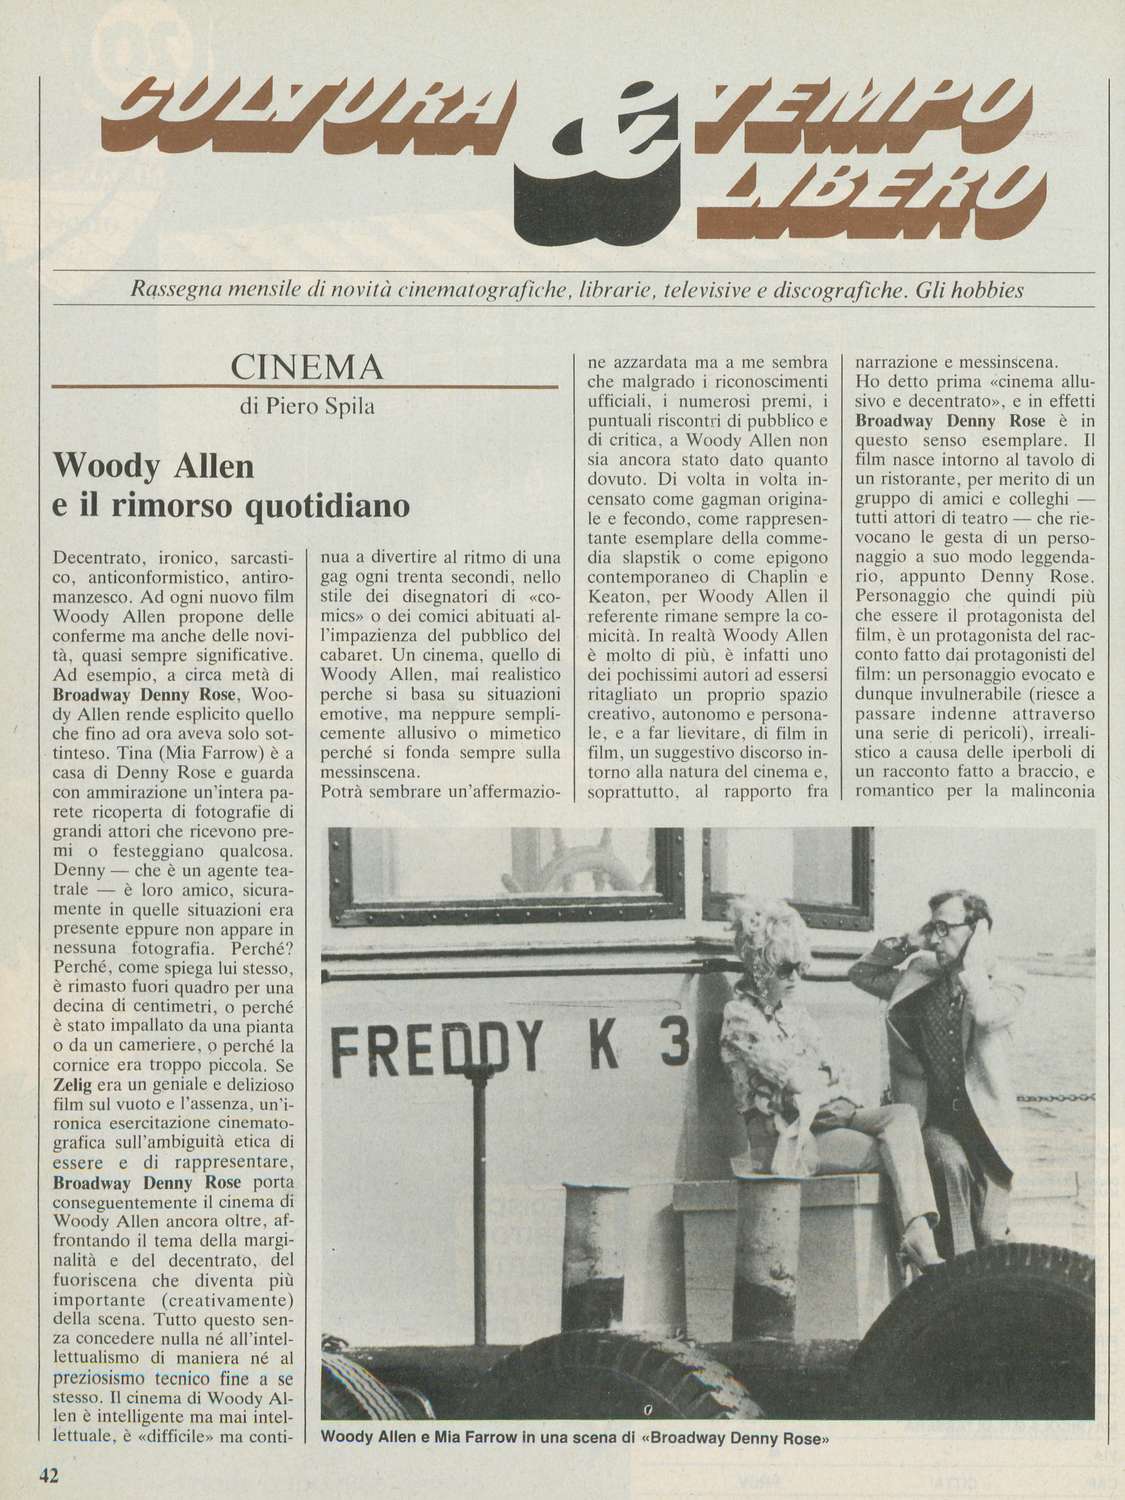 CULTURA & TEMPO
LIBERO
Rassegna mensile di novità cinematografiche, librarie, televisive e discografiche. Gli hobbies
CINEMA
di Piero Spila
Woody Allen
e il rimorso quotidiano
Decentrato, ironico, sarcasti-
co, anticonformistico, antiro-
manzesco. Ad ogni nuovo film
Woody Allen propone delle
conferme ma anche delle novi-
tà, quasi sempre significative.
Ad esempio, a circa metà di
Broadway Denny Rose, Woo-
dy Allen rende esplicito quello
che fino ad ora aveva solo sot-
tinteso. Tina (Mia Farrow) è a
casa di Denny Rose e guarda
con ammirazione un'intera pa-
rete ricoperta di fotografie di
grandi attori che ricevono pre-
mi o festeggiano qualcosa.
Denny — che è un agente tea-
trale — è loro amico, sicura-
mente in quelle situazioni era
presente eppure non appare in
nessuna fotografia. Perché?
Perché, come spiega lui stesso,
è rimasto fuori quadro per una
decina di centimetri, o perché
è stato impallato da una pianta
o da un cameriere, o perché la
cornice era troppo piccola. Se
Zelig era un geniale e delizioso
film sul vuoto e l'assenza, un'i-
ronica esercitazione cinemato-
grafica sull'ambiguità etica di
essere e di rappresentare,
Broadway Denny Rose porta
conseguentemente il cinema di
Woody Allen ancora oltre, af-
frontando il tema della margi-
nalità e del decentrato, del
fuoriscena che diventa più
importante (creativamente)
della scena. Tutto questo sen-
za concedere nulla né all'intel-
lettualismo di maniera né al
preziosismo tecnico fine a se
stesso. Il cinema di Woody Al-
len è intelligente ma mai intel-
lettuale, è «difficile» ma conti-
nua a divertire al ritmo di una
gag ogni trenta secondi, nello
stile dei disegnatori di «co-
mics» o dei comici abituati al-
l'impazienza del pubblico del
cabaret. Un cinema, quello di
Woody Allen, mai realistico
perche si basa su situazioni
emotive, ma neppure sempli-
cemente allusivo o mimetico
perché si fonda sempre sulla
messinscena.
Potrà sembrare un'affermazio-
ne azzardata ma a me sembra
che malgrado i riconoscimenti
ufficiali, i numerosi premi, i
puntuali riscontri di pubblico e
di critica, a Woody Allen non
sia ancora stato dato quanto
dovuto. Di volta in volta in-
censato come gagman origina-
le e fecondo, come rappresen-
tante esemplare della comme-
dia slapstik o come epigono
contemporaneo di Chaplin e
Keaton, per Woody Allen il
referente rimane sempre la co-
micità. In realtà Woody Allen
è molto di più, è infatti uno
dei pochissimi autori ad essersi
ritagliato un proprio spazio
creativo, autonomo e persona-
le, e a far lievitare, di film in
film, un suggestivo discorso in-
torno alla natura del cinema e,
soprattutto, al rapporto fra
narrazione e messinscena.
Ho detto prima «cinema allu-
sivo e decentrato», e in effetti
Broadway Denny Rose è in
questo senso esemplare. Il
film nasce intorno al tavolo di
un ristorante, per merito di un
gruppo di amici e colleghi —
tutti attori di teatro — che rie-
vocano le gesta di un perso-
naggio a suo modo leggenda-
rio, appunto Denny Rose.
Personaggio che quindi più
che essere il protagonista del
film, è un protagonista del rac-
conto fatto dai protagonisti del
film: un personaggio evocato e
dunque invulnerabile (riesce a
passare indenne attraverso
una serie di pericoli), irreali-
stico a causa delle iperboli di
un racconto fatto a braccio, e
romantico per la malinconia
FREDDY K 3
Woody Allen e Mia Farrow in una scena di «Broadway Denny Rose»
42